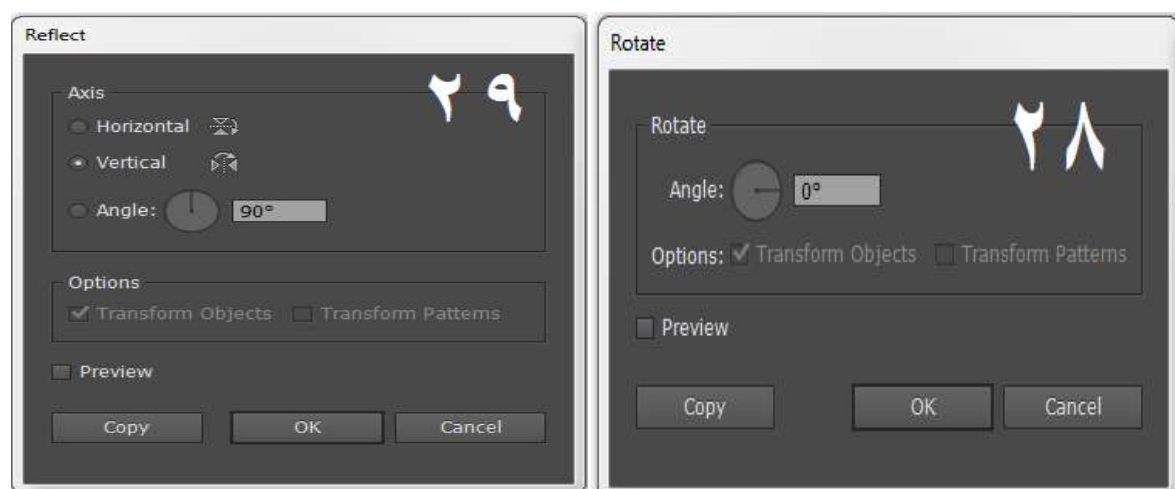 Reflect
٢٩
Axis
Horizontal
Vertical
Angle: 90°
Options
Transform Objects Transform Patterns
Preview
Copy OK Cancel
Rotate
٢٨
Rotate
Angle: 0°
Options: Transform Objects Transform Patterns
Preview
Copy OK Cancel